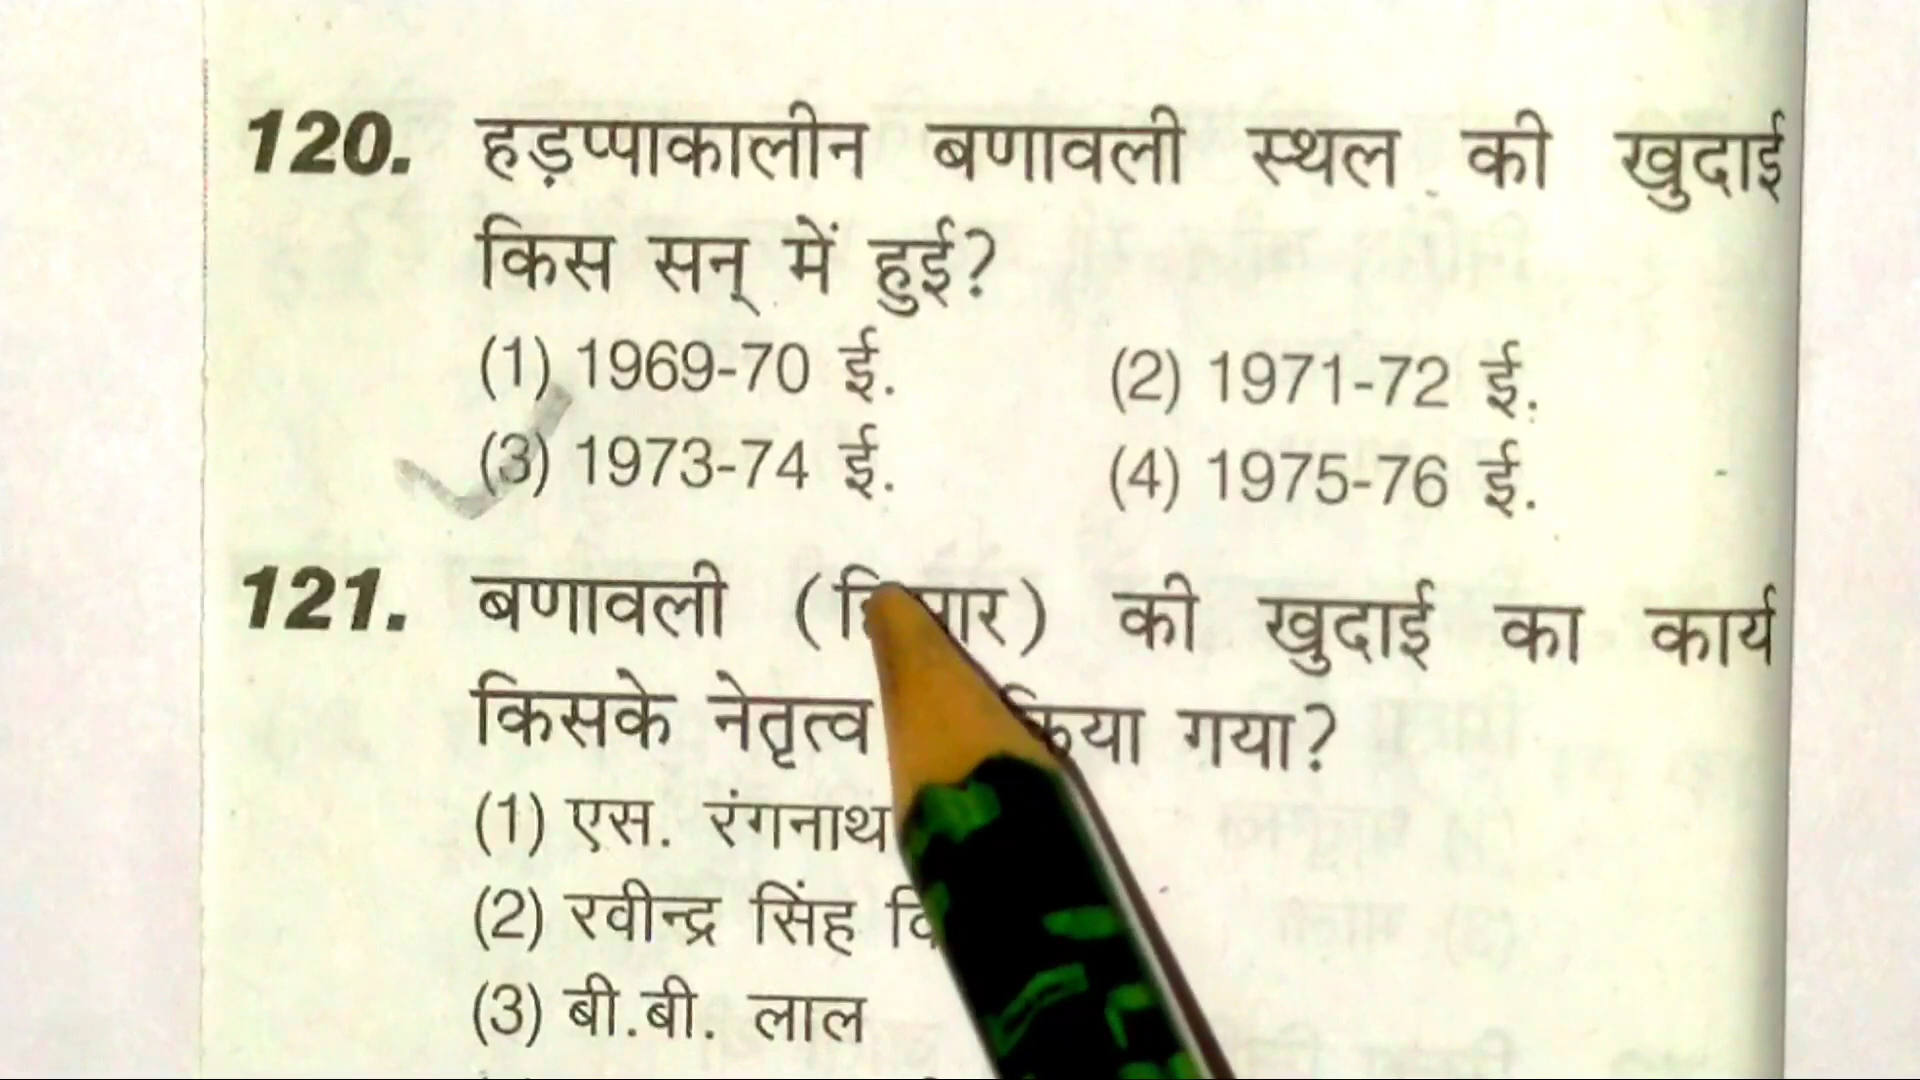 120. हड़प्पाकालीन बणावली स्थल की खुदाई
किस सन् में हुई?
(1) 1969-70 ई.
(2) 1971-72 ई.
(3) 1973-74 ई.
(4) 1975-76 ई.
121. बणावली की खुदाई का कार्य
किसके नेतृत्व गया?
(1) एस. रंगनाथ
(2) रवीन्द्र सिंह
(3) बी.बी. लाल